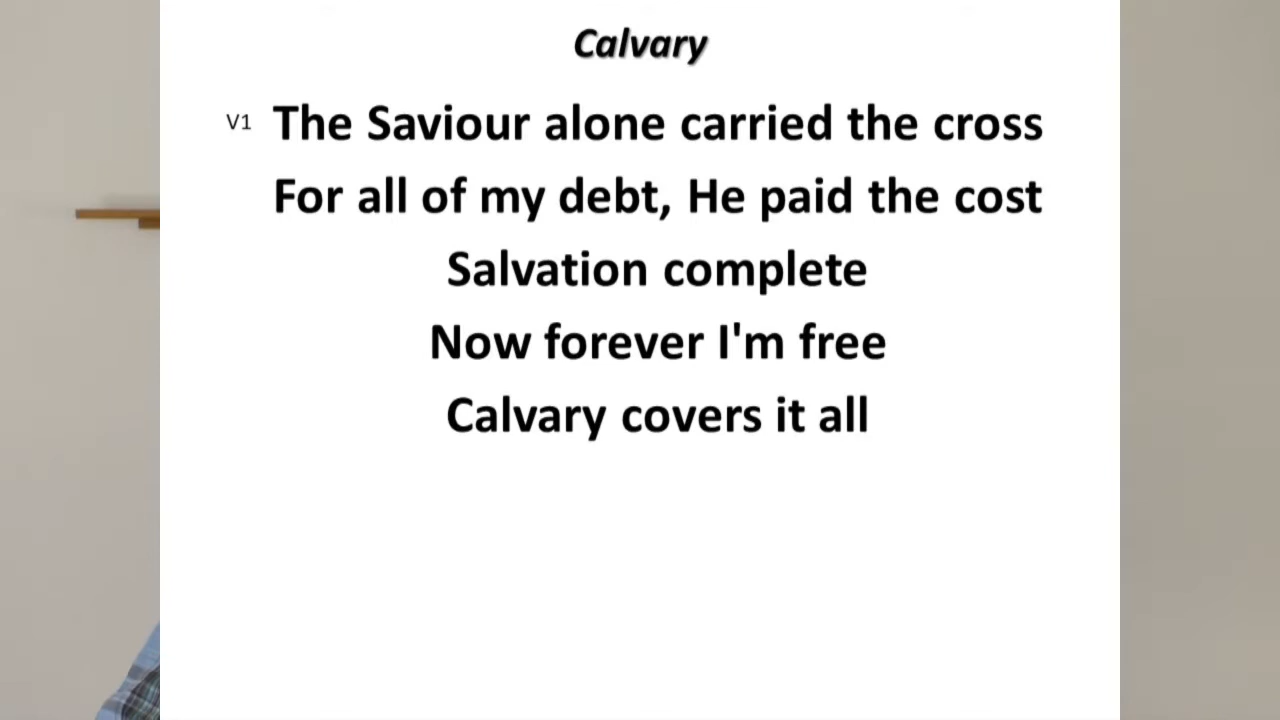 Calvary
V1 The Saviour alone carried the cross
For all of my debt, He paid the cost
Salvation complete
Now forever I'm free
Calvary covers it all